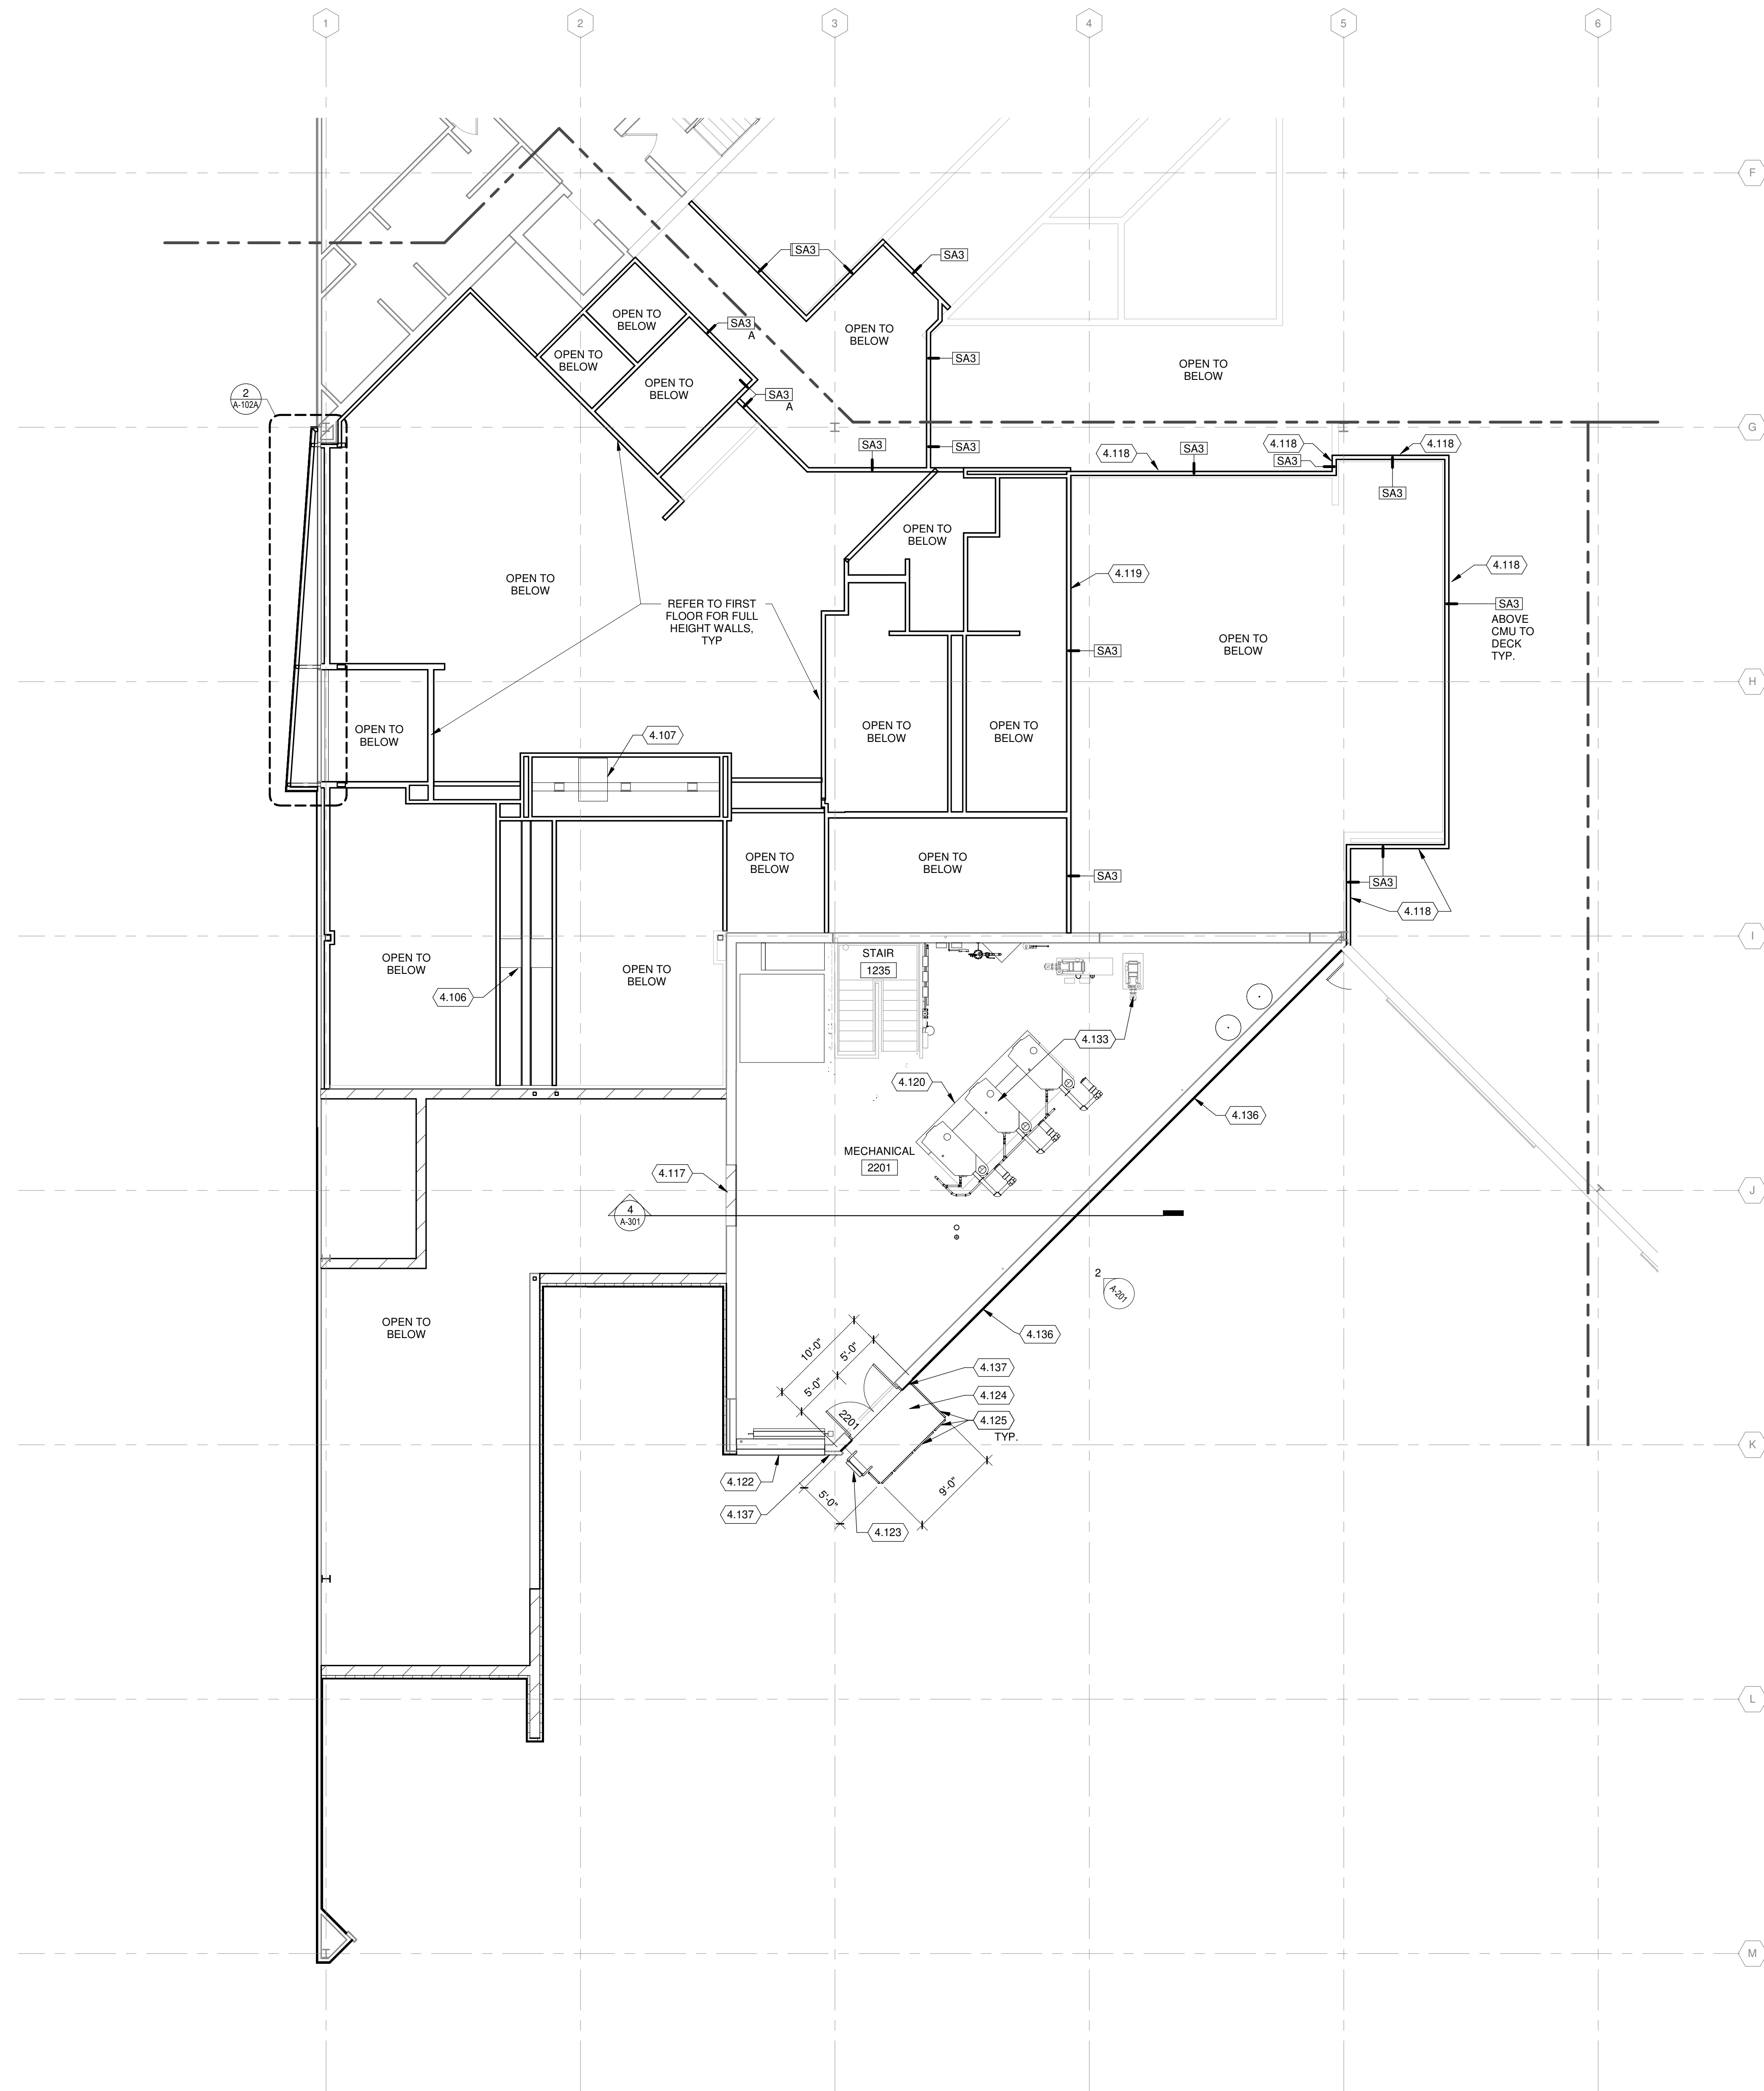 1
2
3
4
5
6
F
SA3
SA3
OPEN TO
BELOW
SA3
A
OPEN TO
BELOW
OPEN TO
BELOW
SA3
OPEN TO
BELOW
OPEN TO
BELOW
OPEN TO
BELOW
2
A-102A
SA3
A
G
SA3
SA3
4.118
SA3
4.118
SA3
4.118
SA3
OPEN TO
BELOW
4.118
4.119
OPEN TO
BELOW
REFER TO FIRST
FLOOR FOR FULL
HEIGHT WALLS,
TYP
SA3
ABOVE
CMU TO
DECK
TYP.
OPEN TO
BELOW
SA3
H
OPEN TO
BELOW
4.107
OPEN TO
BELOW
OPEN TO
BELOW
OPEN TO
BELOW
OPEN TO
BELOW
SA3
SA3
4.118
I
OPEN TO
BELOW
OPEN TO
BELOW
STAIR
1235
4.106
4.133
4.120
4.136
MECHANICAL
2201
4.117
J
4
A-301
2
A-201
OPEN TO
BELOW
4.136
10'-0"
5'-0"
5'-0"
4.137
4.124
2201
4.125
TYP.
K
4.122
9'-0"
5'-0"
4.137
4.123
L
M